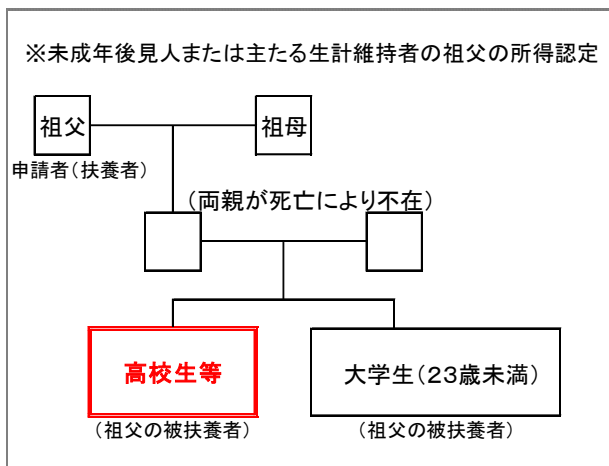 ※未成年後見人または主たる生計維持者の祖父の所得認定
祖父
祖母
申請者(扶養者)
(両親が死亡により不在)
高校生等
大学生(23歳未満)
(祖父の被扶養者)
(祖父の被扶養者)